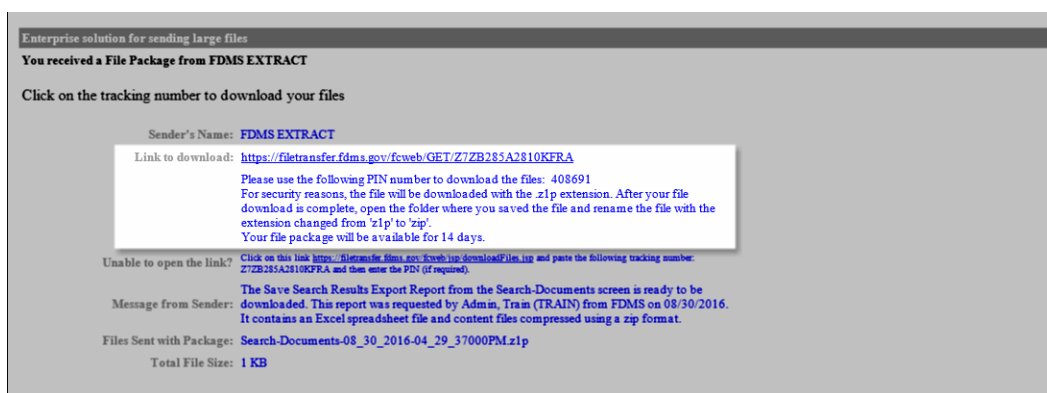 Enterprise solution for sending large files
You received a File Package from FDMS EXTRACT
Click on the tracking number to download your files
Sender's Name: FDMS EXTRACT
Link to download: https://filetransfer.fdms.gov/fcweb/GET/Z7ZB285A2810KFRA
Please use the following PIN number to download the files: 408691
For security reasons, the file will be downloaded with the .z1p extension. After your file
download is complete, open the folder where you saved the file and rename the file with the
extension changed from 'z1p' to 'zip'.
Your file package will be available for 14 days.
Unable to open the link? Click on this link https://filetransfer.fdms.gov/fcweb/jsp/downloadFiles.jsp and paste the following tracking number:
Z7ZB285A2810KFRA and then enter the PIN (if required).
The Save Search Results Export Report from the Search-Documents screen is ready to be
Message from Sender: downloaded. This report was requested by Admin, Train (TRAIN) from FDMS on 08/30/2016.
It contains an Excel spreadsheet file and content files compressed using a zip format.
Files Sent with Package: Search-Documents-08_30_2016-04_29_37000PM.z1p
Total File Size: 1 KB